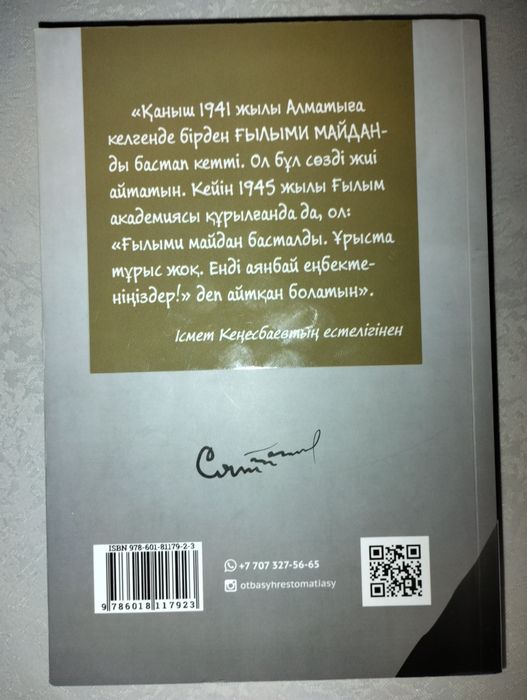 «Қаныш 1941 жылы Алматыға
келгенде бірден ҒЫЛЫМИ МАЙДАН-
ды бастап кетті. Ол бұл сөзді жиі
айтатын. Кейін 1945 жылы Ғылым
академиясы құрылғанда да, ол:
«Ғылыми майдан басталды. Ұрыста
тұрыс жоқ. Енді аянбай еңбекте-
ніңіздер!» деп айтқан болатын».
Ісмет Кеңесбаевтың естелігінен
ISBN 978-601-81179-2-3
9 786018 117923
+7 707 327-56-65
otbasyhrestomatiasy